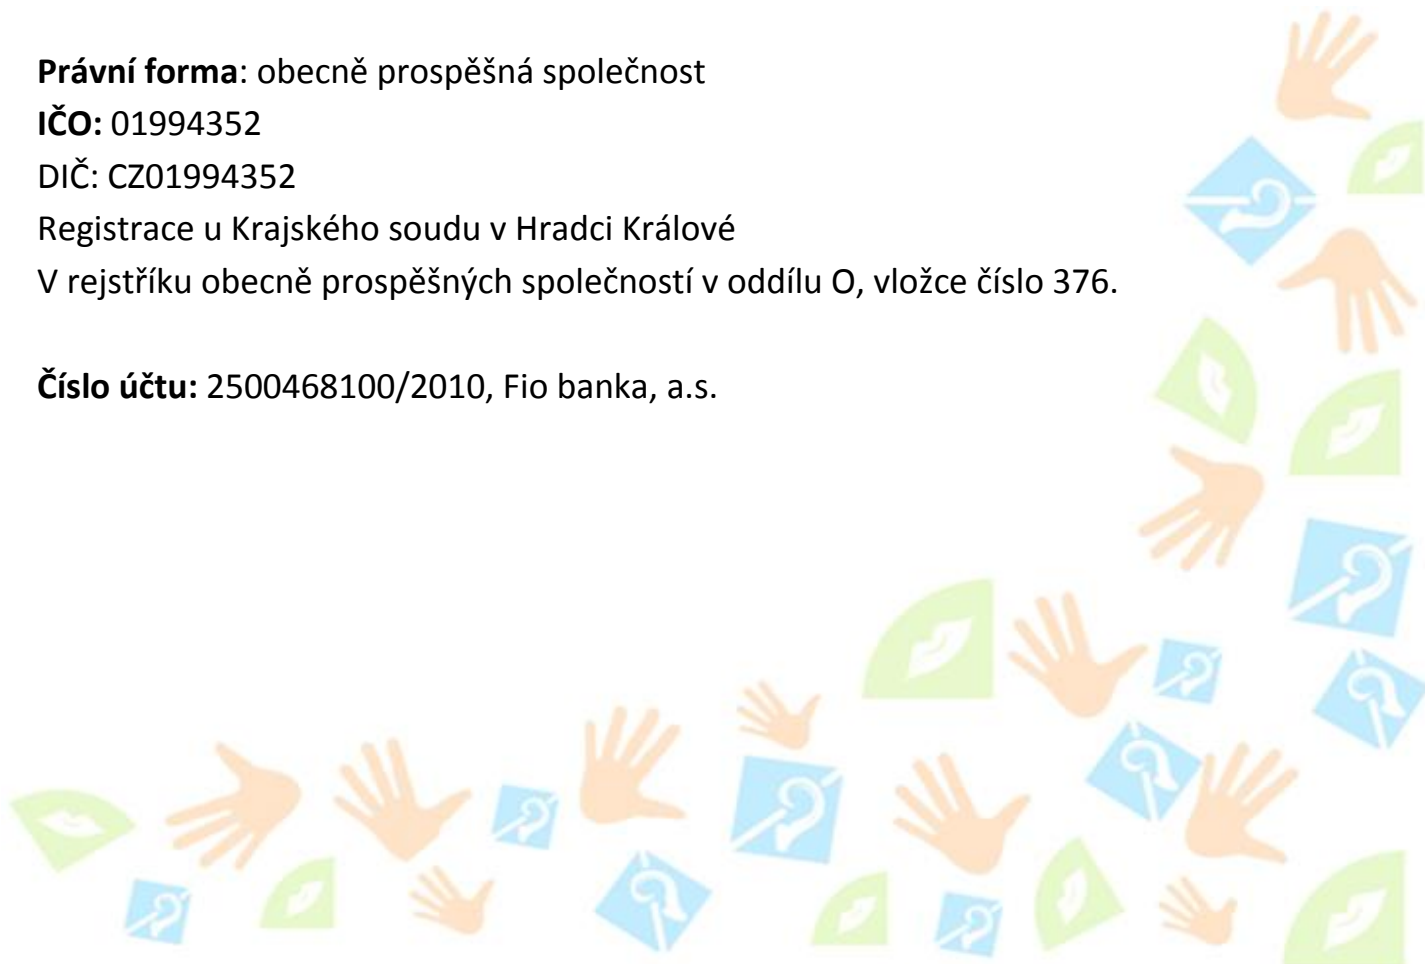 Právní forma: obecně prospěšná společnost
IČO: 01994352
DIČ: CZ01994352
Registrace u Krajského soudu v Hradci Králové
V rejstříku obecně prospěšných společností v oddílu O, vložce číslo 376.
Číslo účtu: 2500468100/2010, Fio banka, a.s.